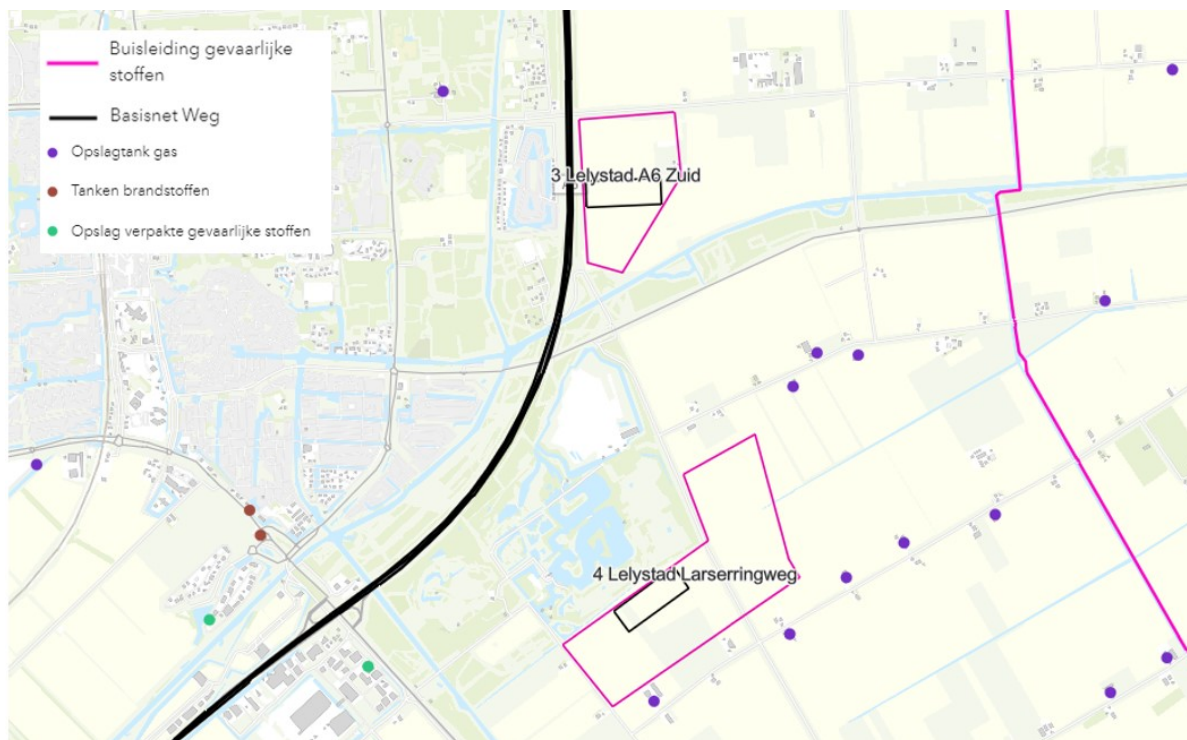 Buisleiding gevaarlijke
stoffen
Basisnet Weg
Opslagtank gas
Tanken brandstoffen
Opslag verpakte gevaarlijke stoffen
3 Lelystad A6 Zuid
4 Lelystad Larserringweg